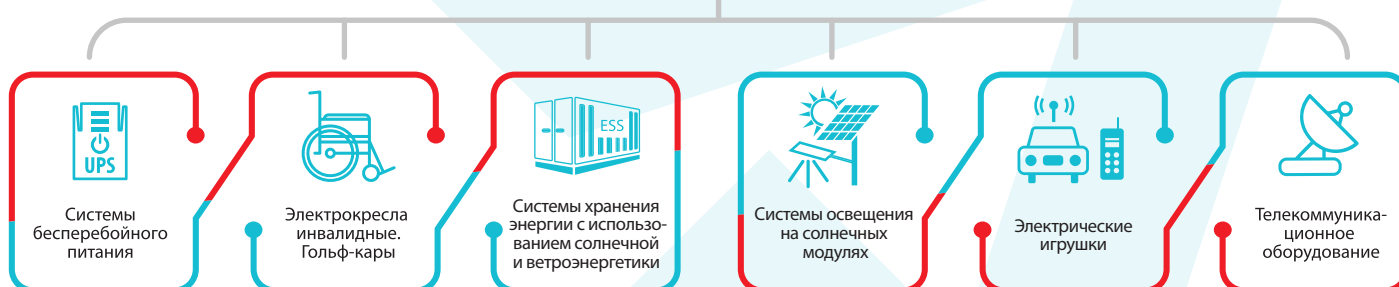 UPS
Системы
бесперебойного
питания
Электрокресла
инвалидные.
Гольф-кары
ESS
Системы хранения
энергии с использо-
ванием солнечной
и ветроэнергетики
Системы освещения
на солнечных
модулях
Электрические
игрушки
Телекоммуника-
ционное
оборудование